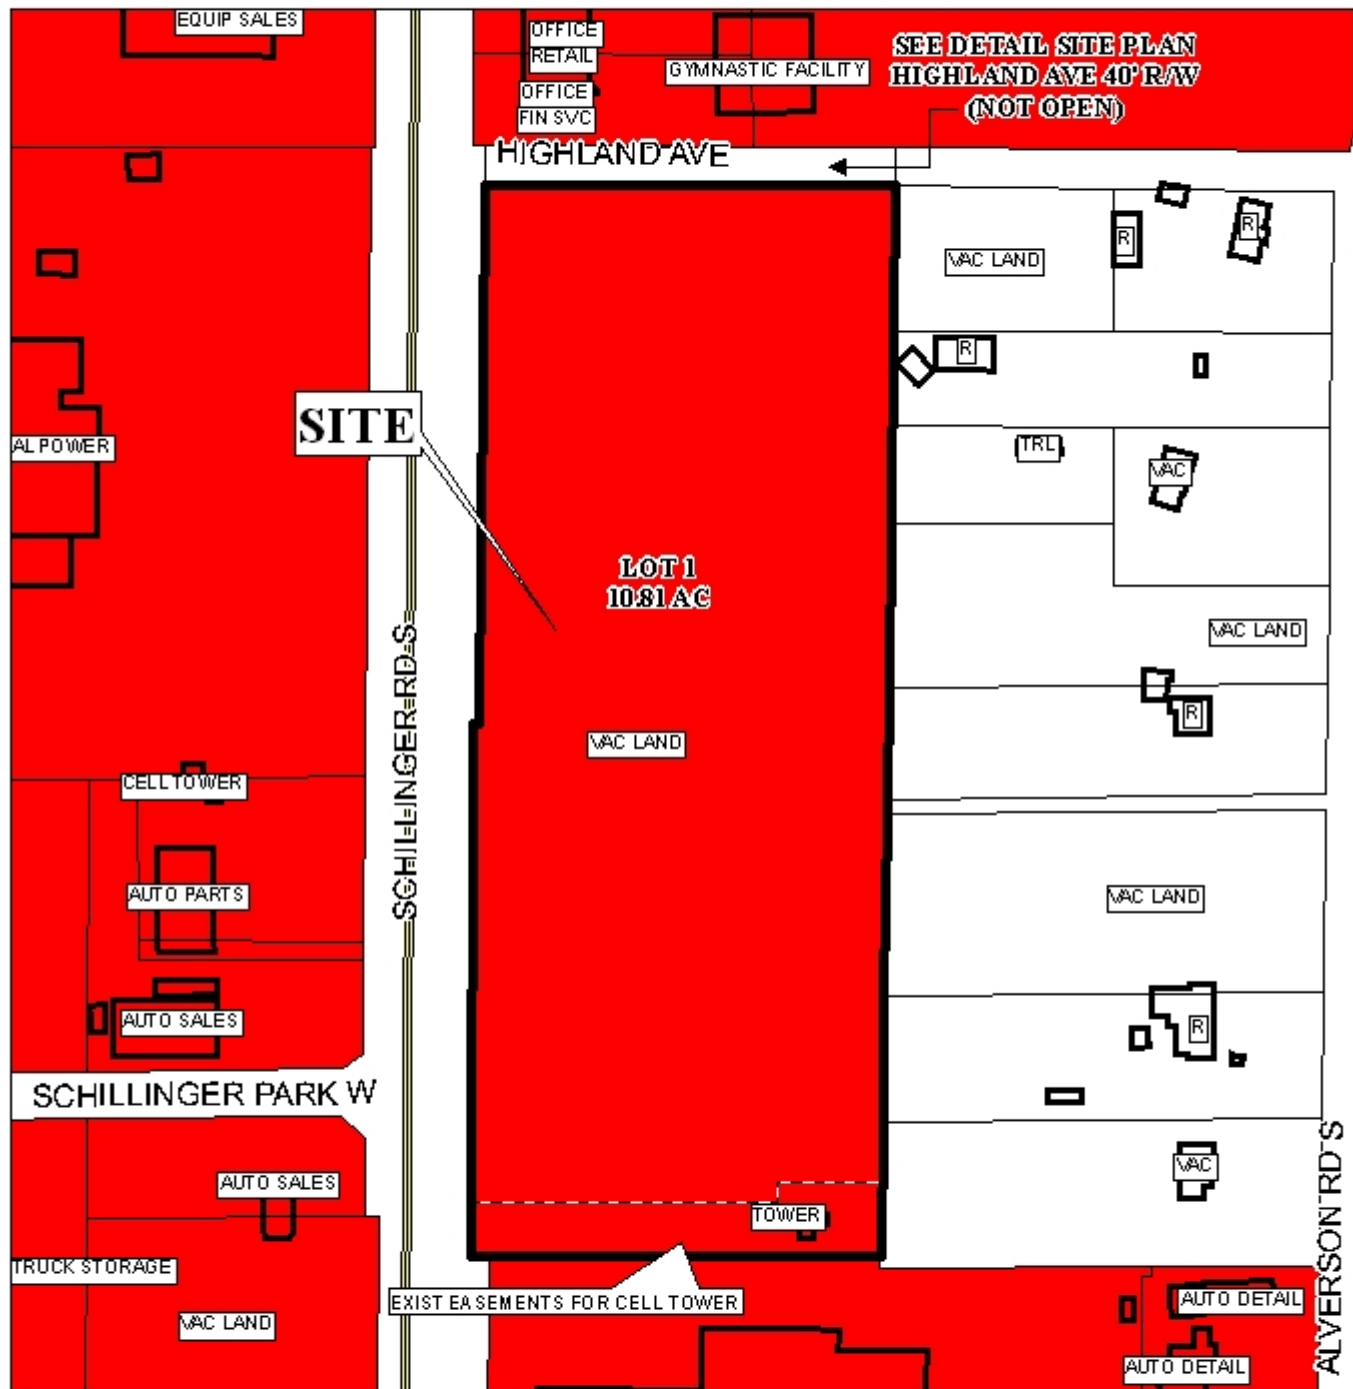 EQUIP SALES
OFFICE
RETAIL
OFFICE
FIN SVC
GYMNASTIC FACILITY
SEE DETAIL SITE PLAN
HIGHLAND AVE 40' R/W
(NOT OPEN)
HIGHLAND AVE
VAC LAND
R
R
R
SITE
AL POWER
TRL
VAC
LOT 1
10.81 AC
VAC LAND
SCHILLINGER RD S
R
VAC LAND
CELL TOWER
AUTO PARTS
VAC LAND
AUTO SALES
R
SCHILLINGER PARK W
AUTO SALES
VAC
TOWER
ALVERSON RD S
TRUCK STORAGE
EXIST EASEMENTS FOR CELL TOWER
AUTO DETAIL
VAC LAND
AUTO DETAIL